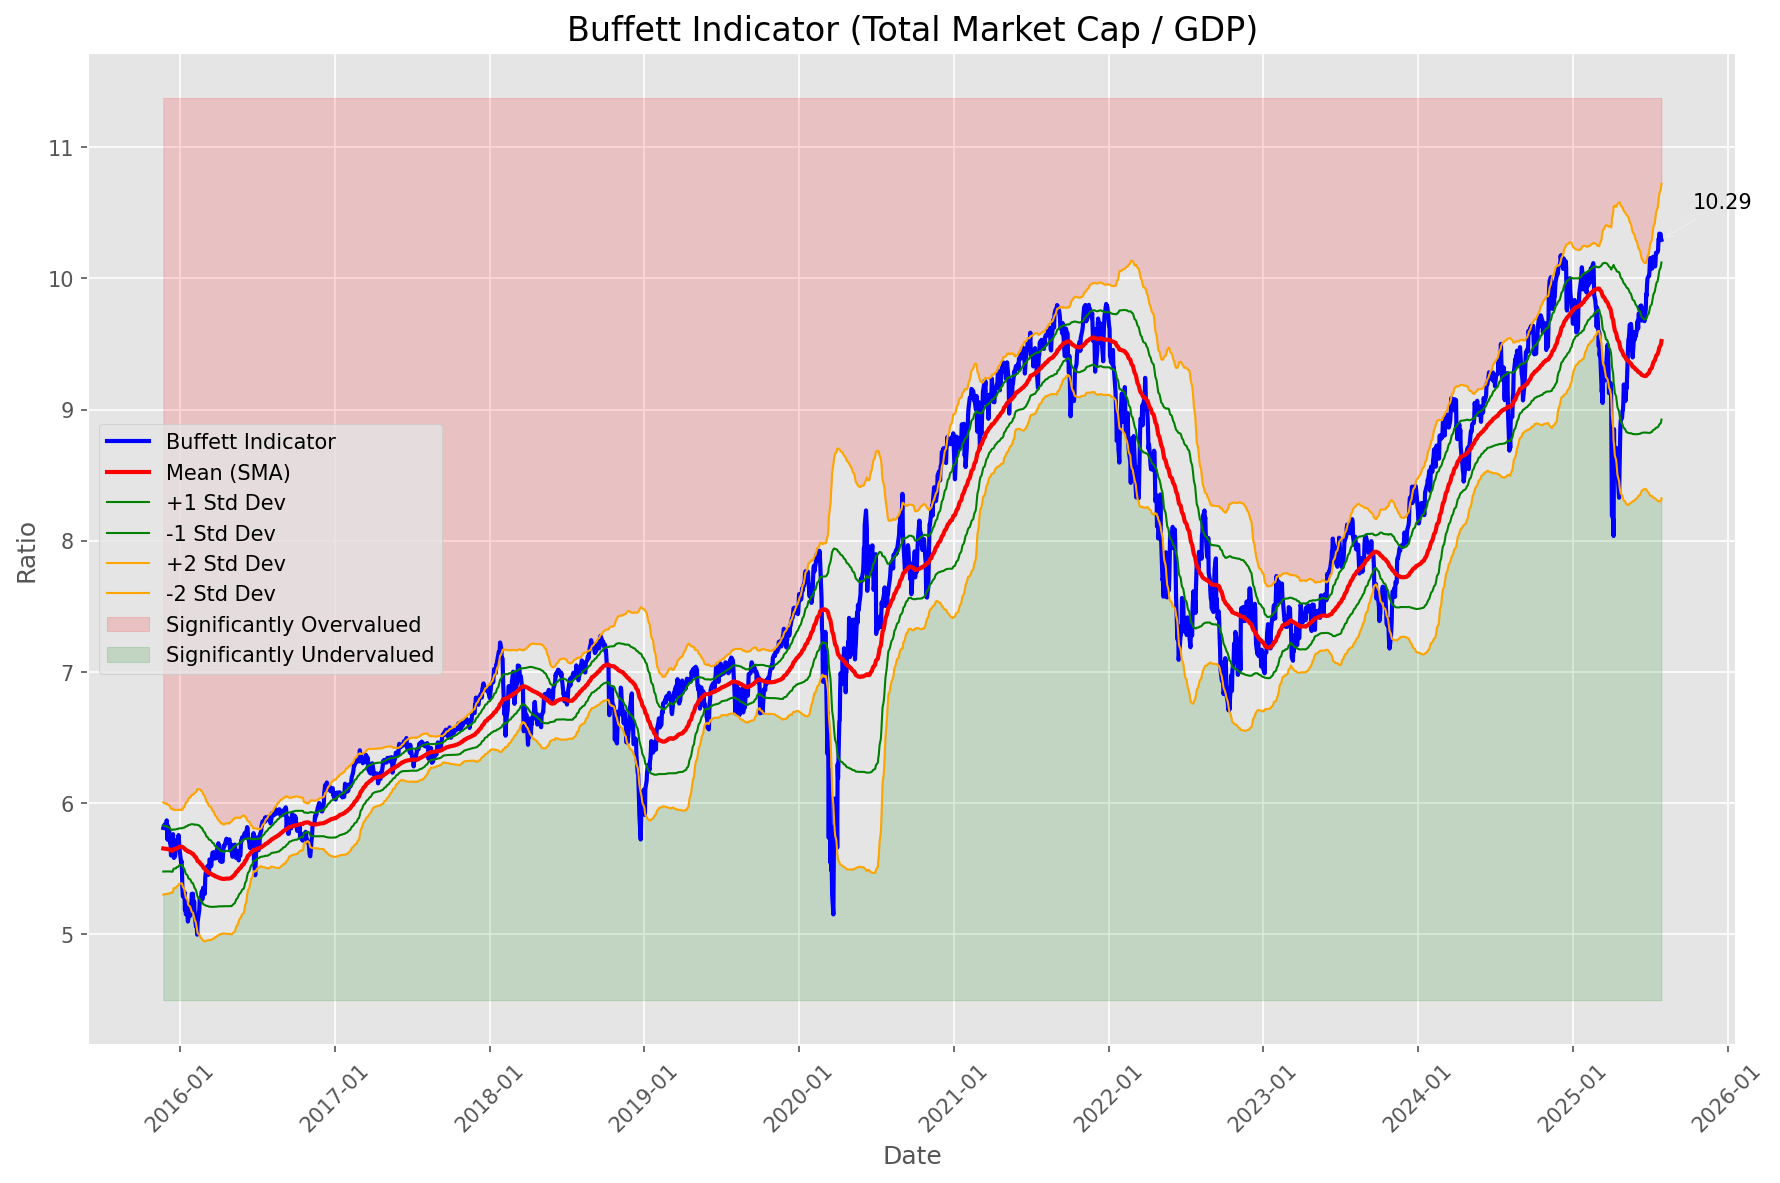 Buffett Indicator (Total Market Cap / GDP)
11
10.29
10
9
Buffett Indicator
Mean (SMA)
+1 Std Dev
-1 Std Dev
+2 Std Dev
-2 Std Dev
Significantly Overvalued
Significantly Undervalued
8
Ratio
7
6
5
2016-01
2017-01
2018-01
2019-01
2020-01
2021-01
2022-01
2023-01
2024-01
2025-01
2026-01
Date